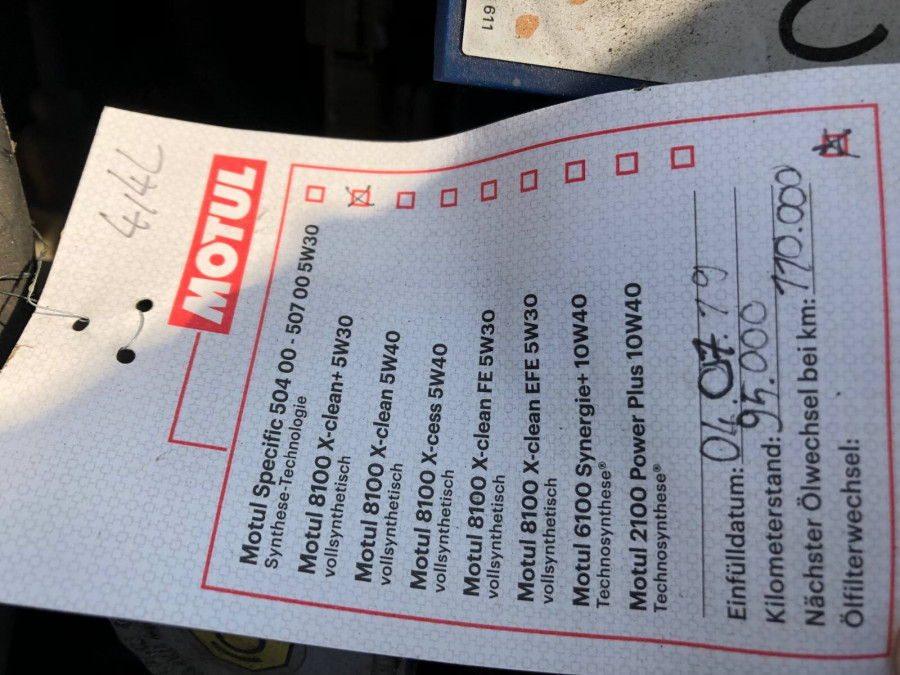 4,4L
MOTUL
Motul Specific 504 00 - 507 00 5W30
Synthese-Technologie
Motul 8100 X-clean+ 5W30
vollsynthetisch
Motul 8100 X-clean 5W40
vollsynthetisch
Motul 8100 X-cess 5W40
vollsynthetisch
Motul 8100 X-clean FE 5W30
vollsynthetisch
Motul 8100 X-clean EFE 5W30
vollsynthetisch
Motul 6100 Synergie+ 10W40
Technosynthese®
Motul 2100 Power Plus 10W40
Technosynthese®
Einfülldatum: 04.07.19
Kilometerstand: 95.000
Nächster Ölwechsel bei km: 110.000
Ölfilterwechsel:
611